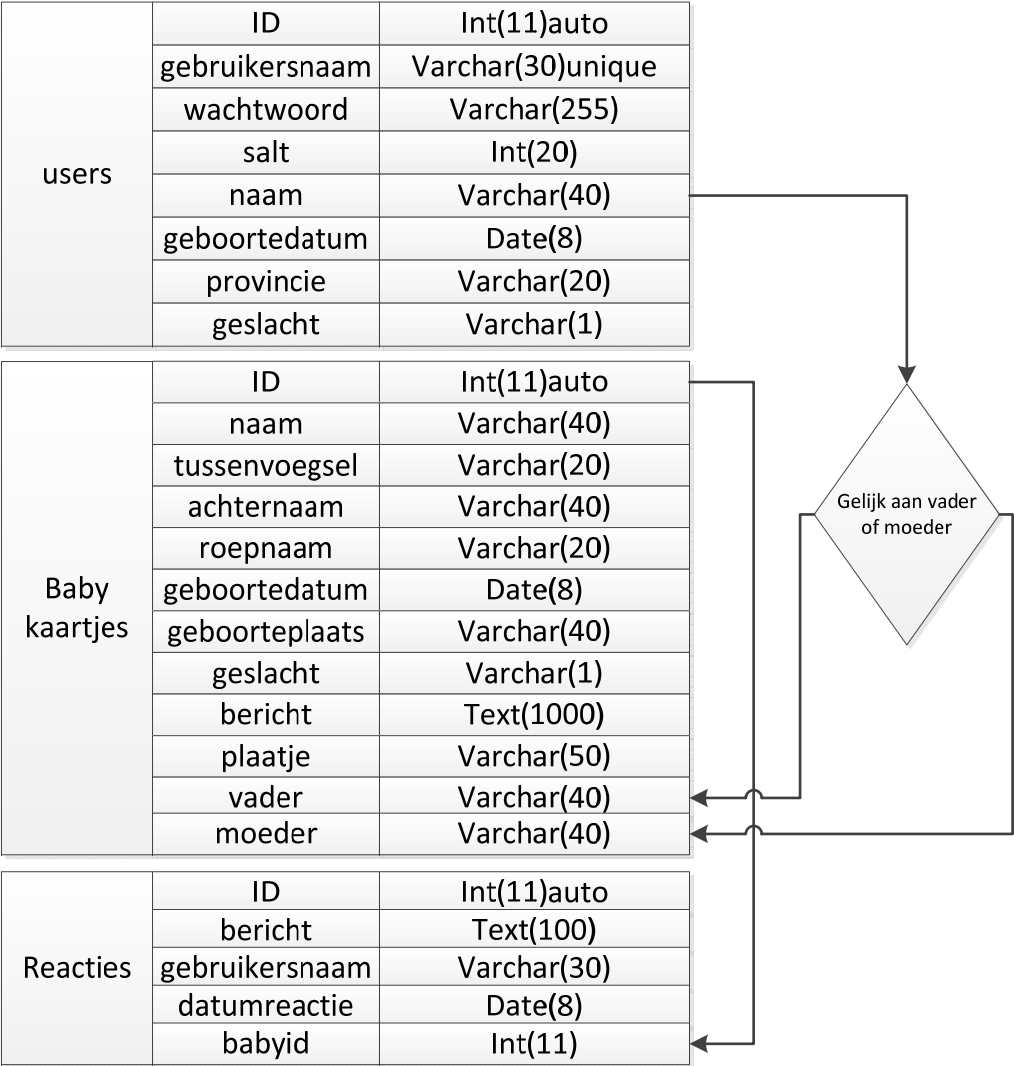 users
ID Int(11)auto
gebruikersnaam Varchar(30)unique
wachtwoord Varchar(255)
salt Int(20)
naam Varchar(40)
geboortedatum Date(8)
provincie Varchar(20)
geslacht Varchar(1)
Baby
kaartjes
ID Int(11)auto
naam Varchar(40)
tussenvoegsel Varchar(20)
achternaam Varchar(40)
roepnaam Varchar(20)
geboortedatum Date(8)
geboorteplaats Varchar(40)
geslacht Varchar(1)
bericht Text(1000)
plaatje Varchar(50)
vader Varchar(40)
moeder Varchar(40)
Gelijk aan vader
of moeder
Reacties
ID Int(11)auto
bericht Text(100)
gebruikersnaam Varchar(30)
datumreactie Date(8)
babyid Int(11)